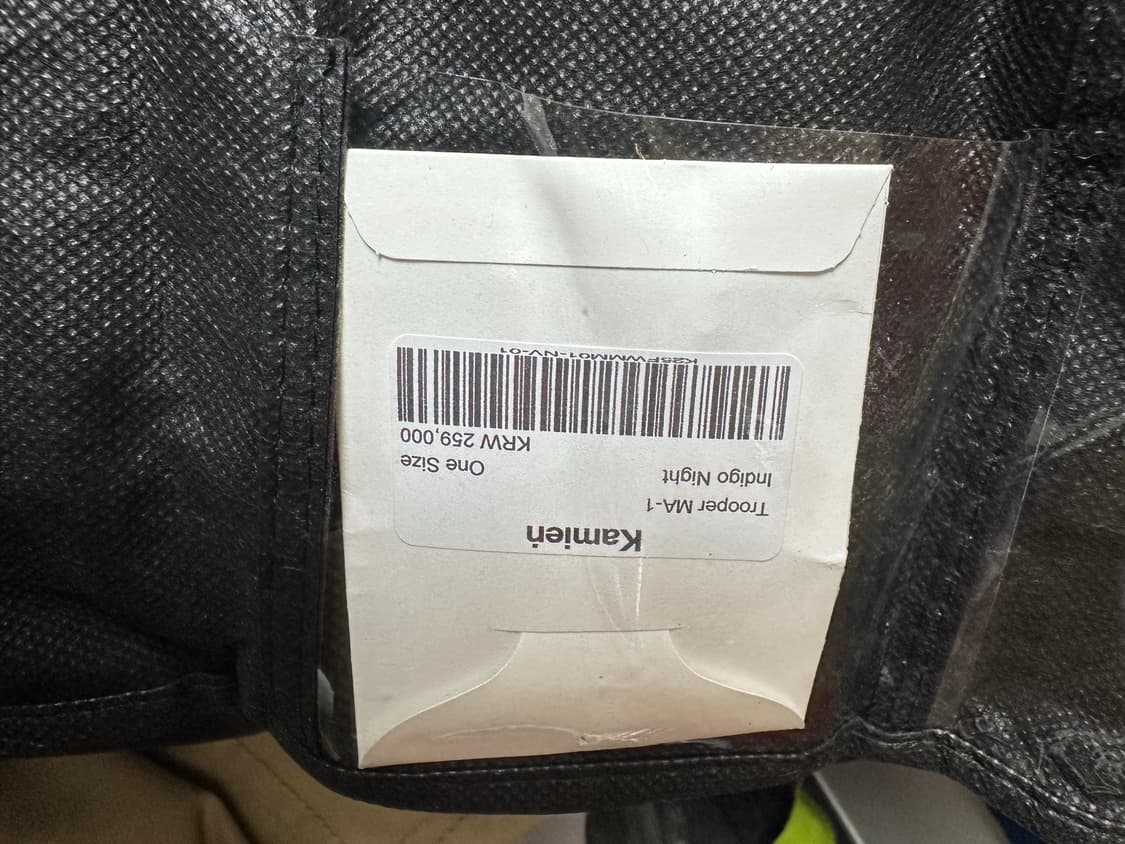 Kamień
Trooper MA-1
Indigo Night One Size
KRW 259,000
K25FWMM01-NV-01